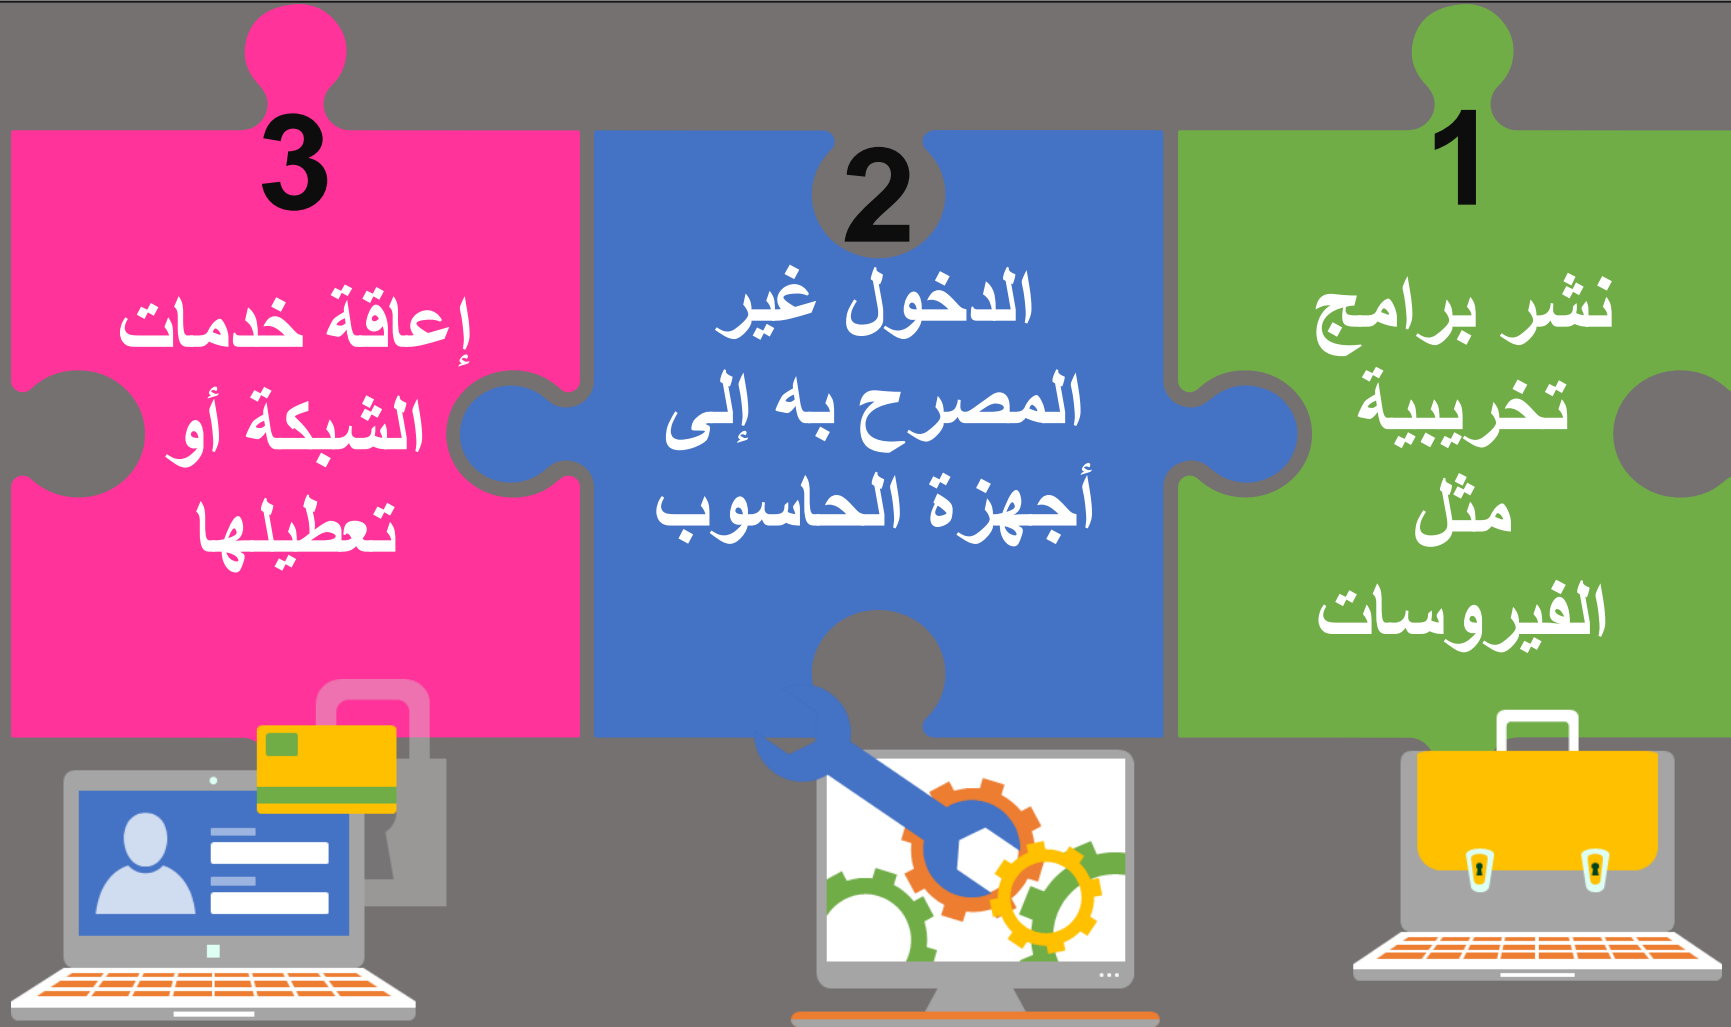 1
نشر برامج
تخريبية
مثل
الفيروسات
2
الدخول غير
المصرح به إلى
أجهزة الحاسوب
3
إعاقة خدمات
الشبكة أو
تعطيلها